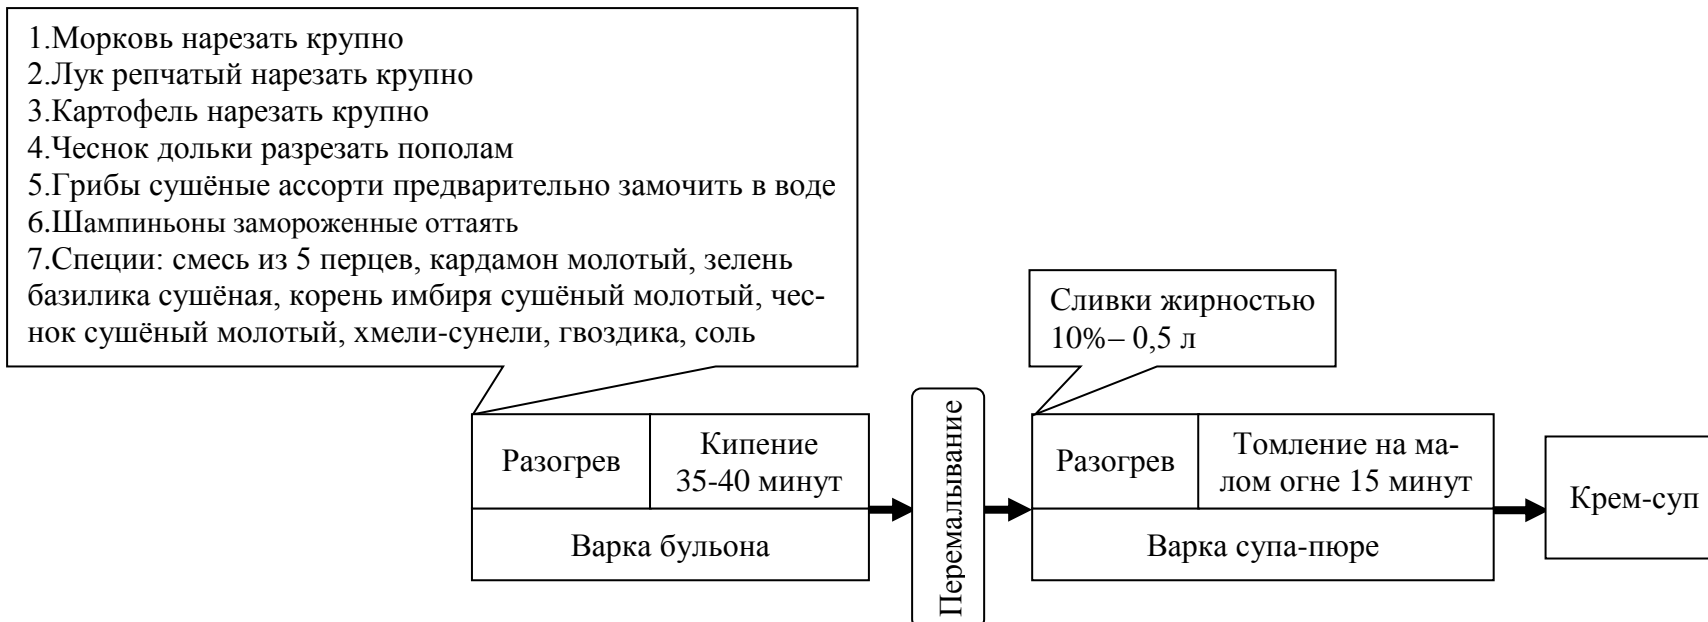 1.Морковь нарезать крупно
2.Лук репчатый нарезать крупно
3.Картофель нарезать крупно
4.Чеснок дольки разрезать пополам
5.Грибы сушёные ассорти предварительно замочить в воде
6.Шампиньоны замороженные оттаять
7.Специи: смесь из 5 перцев, кардамон молотый, зелень
базилика сушёная, корень имбиря сушёный молотый, чес-
нок сушёный молотый, хмели-сунели, гвоздика, соль
Сливки жирностью
10%– 0,5 л
Разогрев
Кипение
35-40 минут
Варка бульона
Перемалывание
Разогрев
Томление на ма-
лом огне 15 минут
Варка супа-пюре
Крем-суп